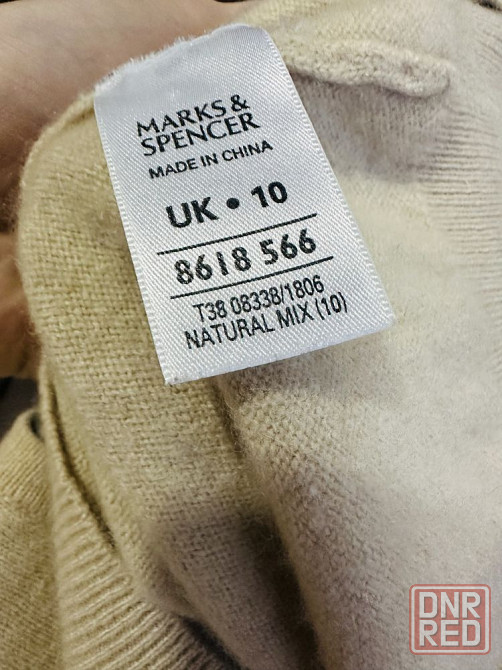 MARKS &
SPENCER
MADE IN CHINA
UK • 10
8618 566
T38 08338/1806
NATURAL MIX (10)
DNR
RED